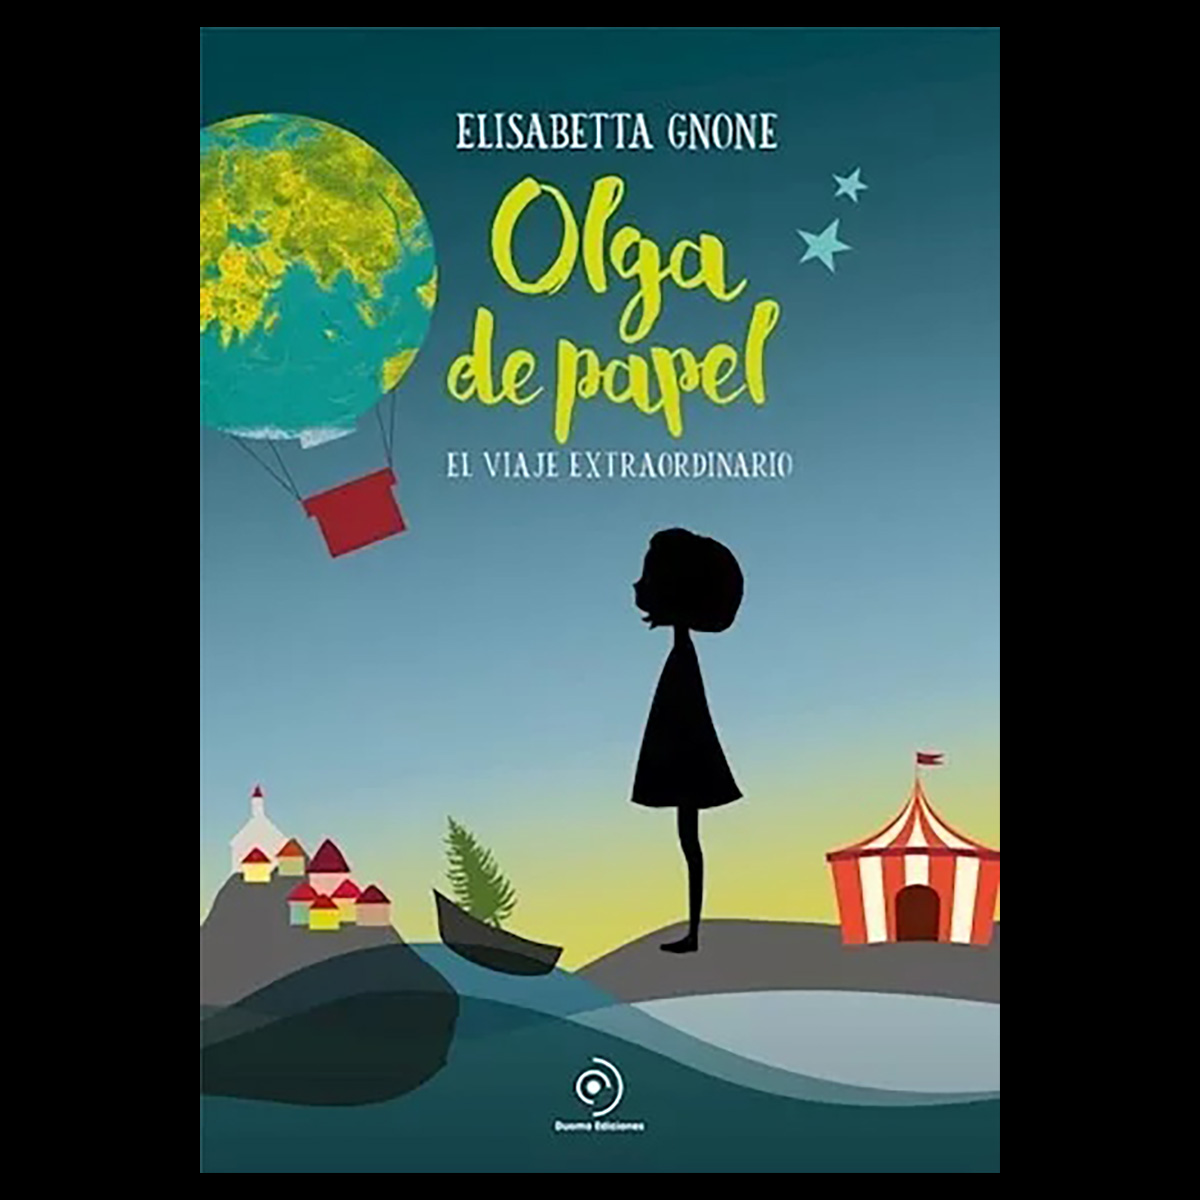 ELISABETTA GNONE
Olga
de papel
EL VIAJE EXTRAORDINARIO
Duomo Ediciones